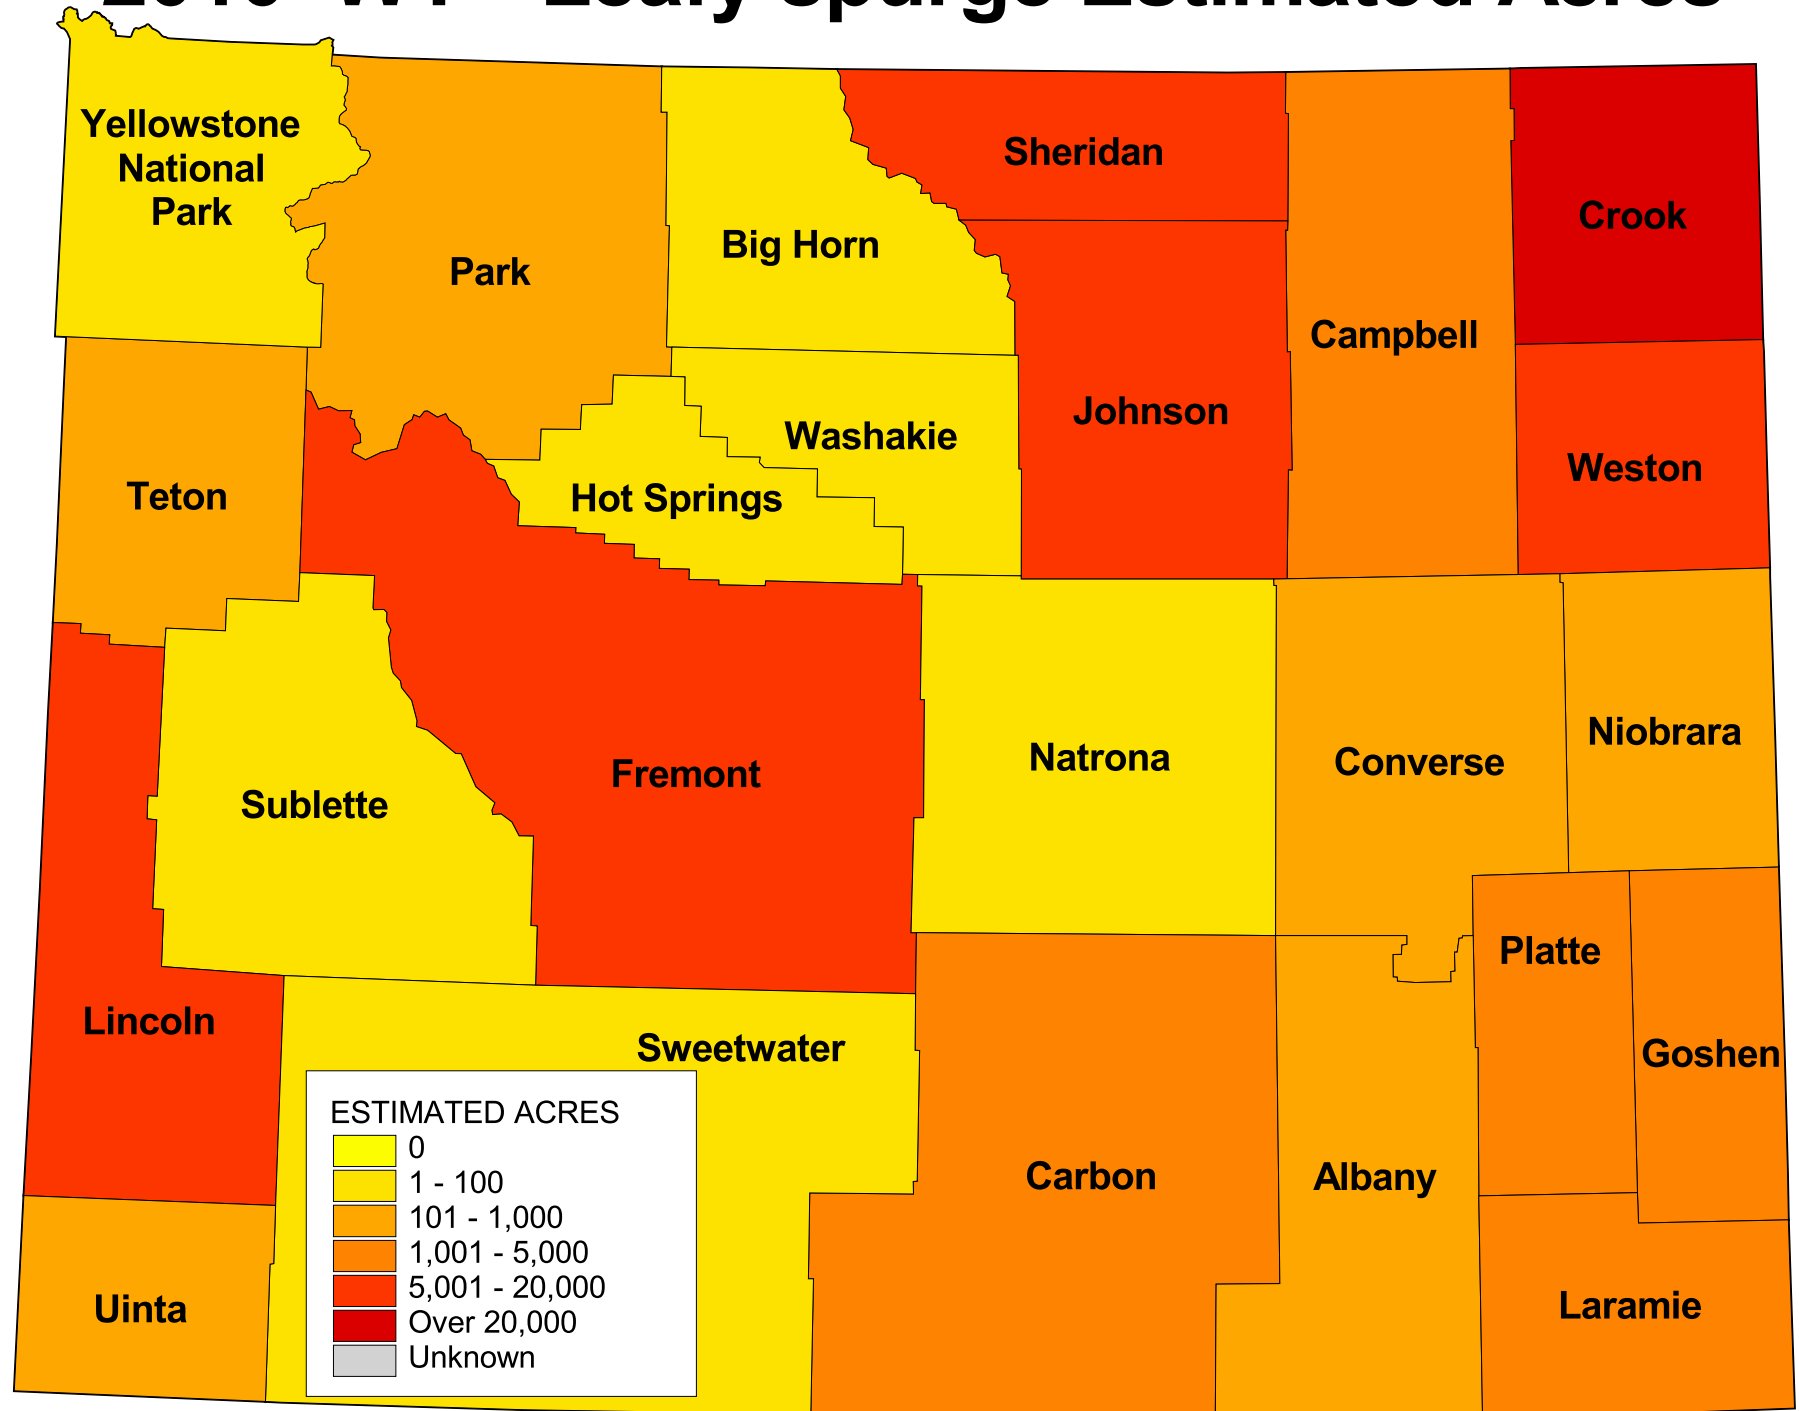 Yellowstone
National
Park
Park
Big Horn
Sheridan
Campbell
Crook
Johnson
Washakie
Hot Springs
Weston
Teton
Sublette
Fremont
Natrona
Converse
Niobrara
Platte
Goshen
Lincoln
Sweetwater
Carbon
Albany
Laramie
Uinta
ESTIMATED ACRES
0
1 - 100
101 - 1,000
1,001 - 5,000
5,001 - 20,000
Over 20,000
Unknown